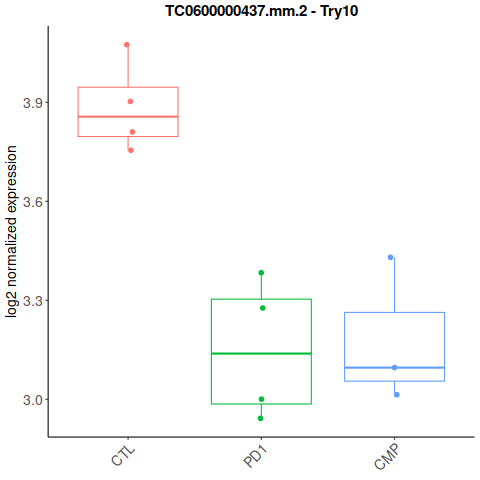 TC0600000437.mm.2 - Try10
log2 normalized expression
3.9
3.6
3.3
3.0
CTL
PD1
CMP